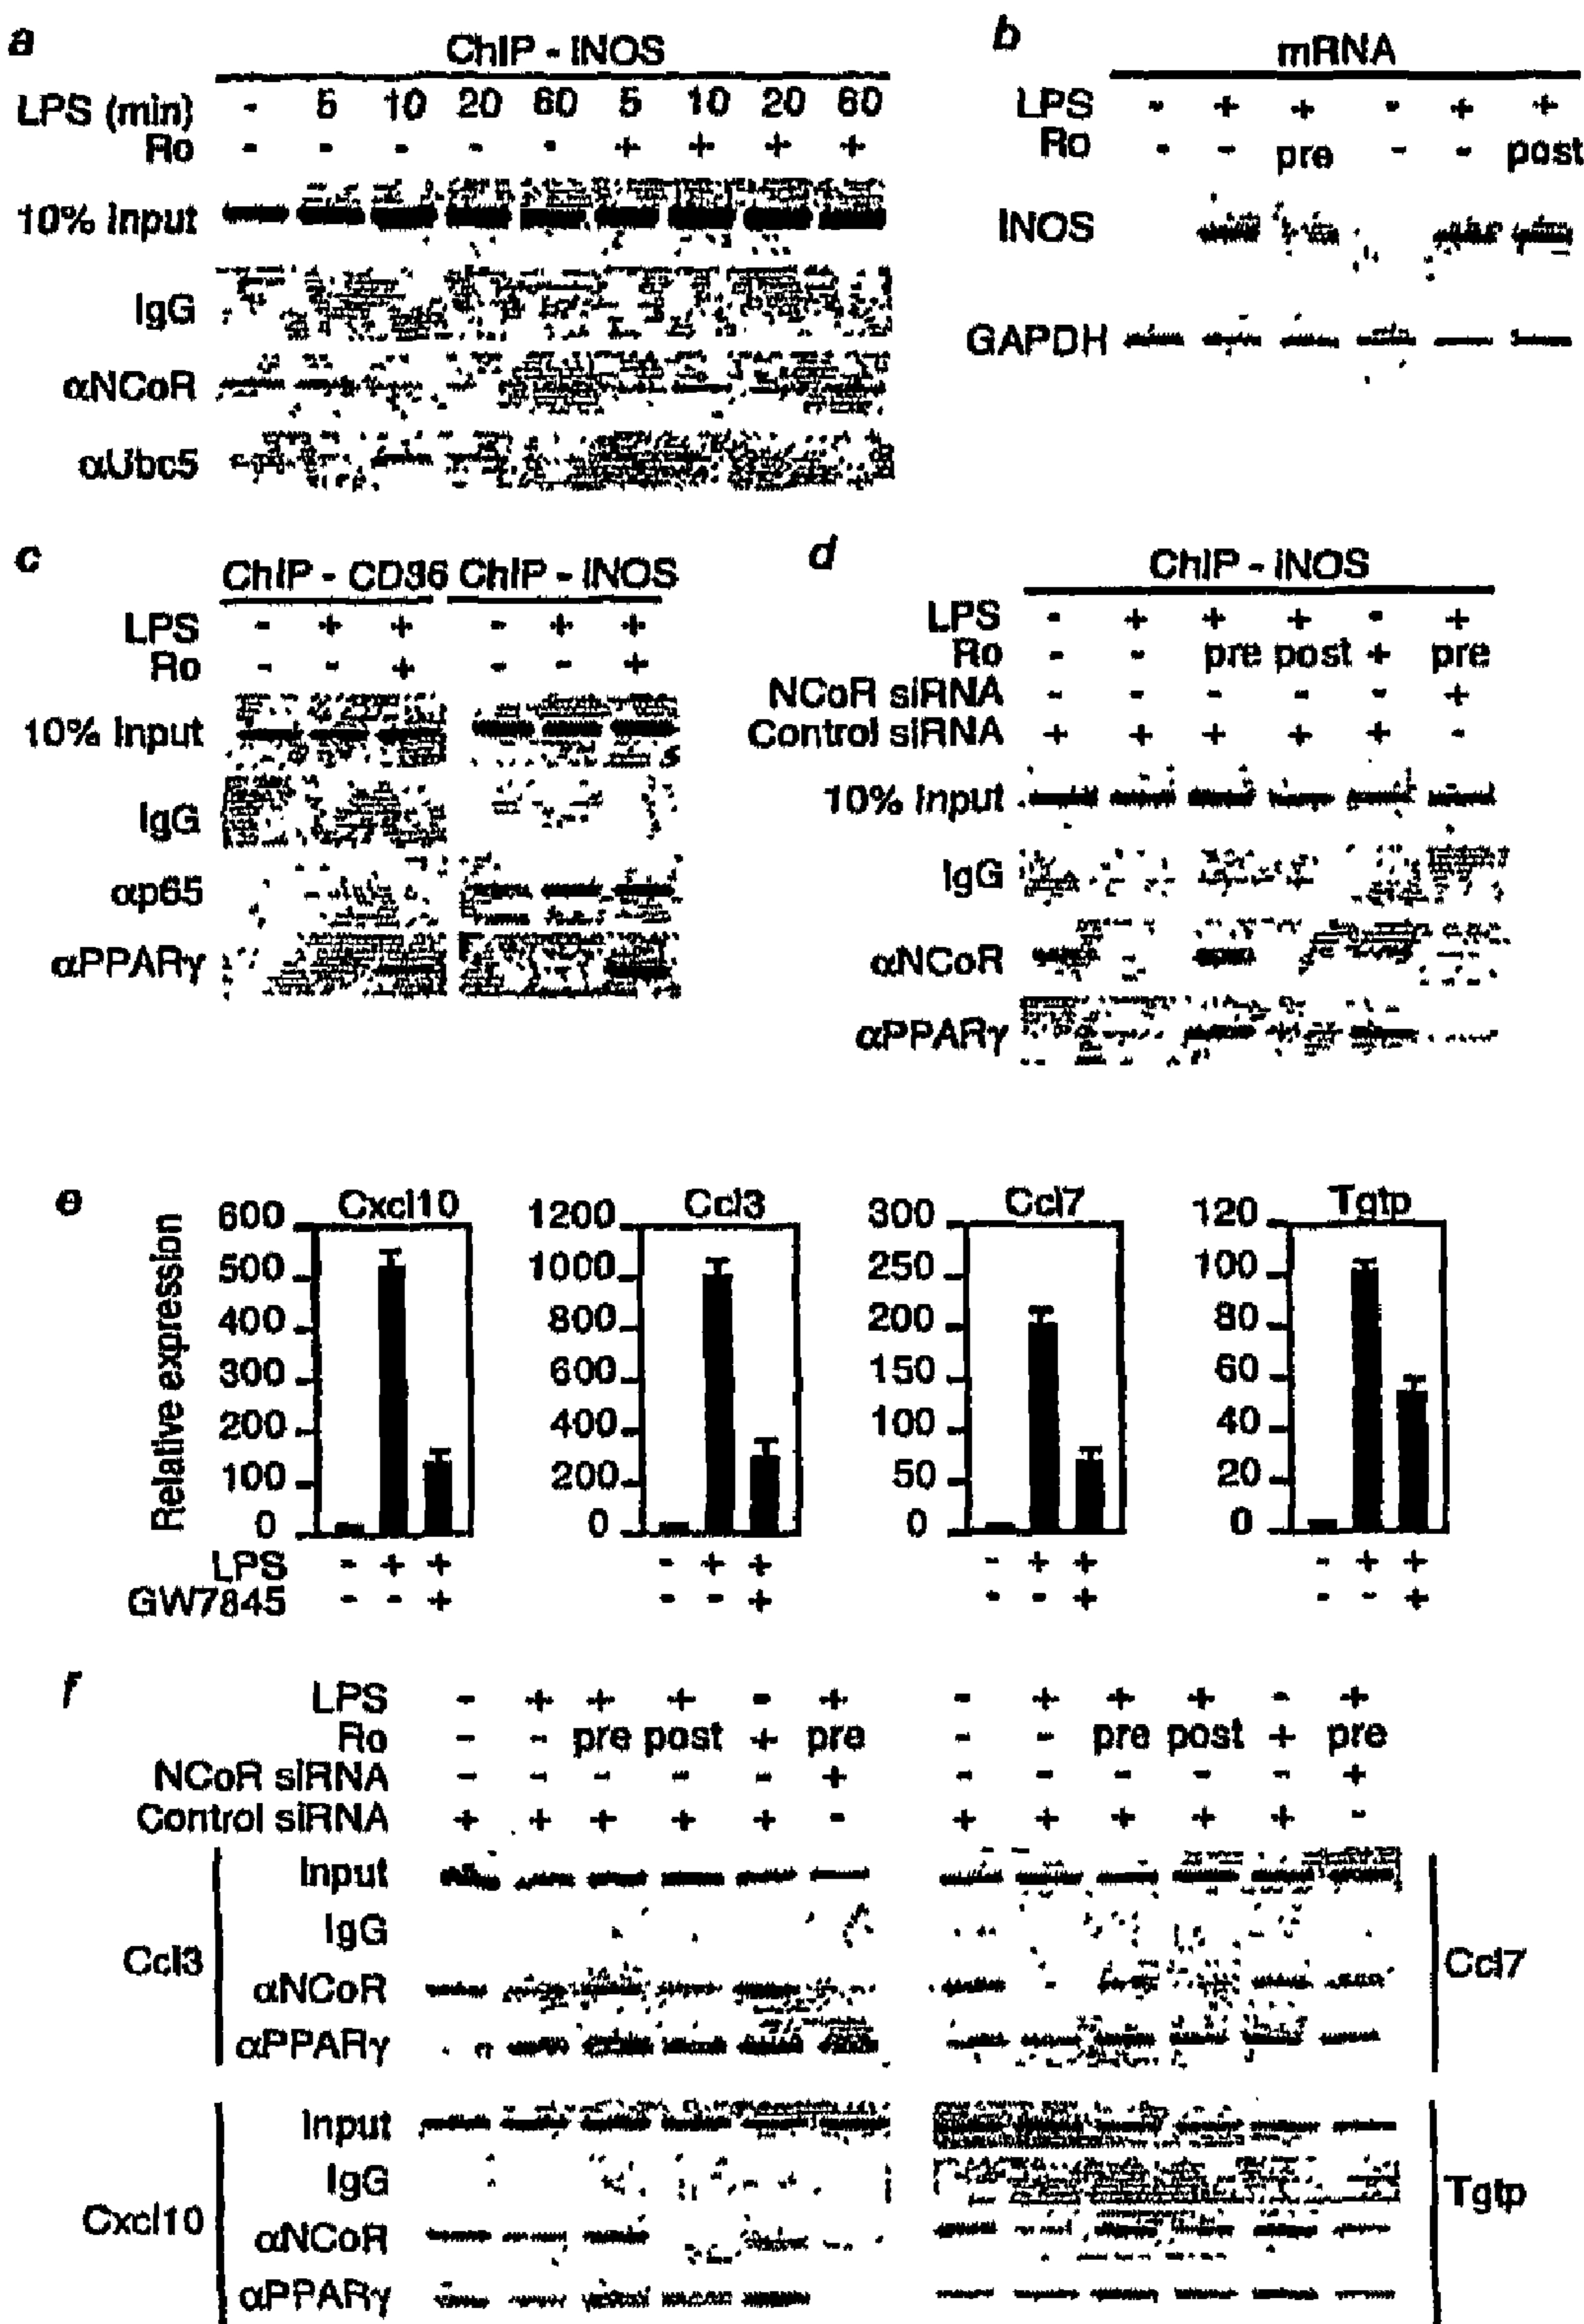 a
ChIP - iNOS
LPS (min) - 5 10 20 60 5 10 20 60
Ro - - - - - + + + +
10% Input
IgG
αNCoR
αUbc5
b
mRNA
LPS - + + - + +
Ro - - pre - - post
iNOS
GAPDH
c
ChIP - CD36 ChIP - iNOS
LPS - + + - + +
Ro - - + - - +
10% Input
IgG
αp65
αPPARγ
d
ChIP - iNOS
LPS - + + + - +
Ro - - pre post + pre
NCoR siRNA - - - - - +
Control siRNA + + + + + -
10% Input
IgG
αNCoR
αPPARγ
e
Relative expression
Cxcl10
600
500
400
300
200
100
0
Ccl3
1200
1000
800
600
400
200
0
Ccl7
300
250
200
150
100
50
0
Tgtp
120
100
80
60
40
20
0
LPS - + + - + + - + + - + +
GW7845 - - + - - + - - + - - +
f
LPS - + + + - + - + + + - +
Ro - - pre post + pre - - pre post + pre
NCoR siRNA - - - - - + - - - - - +
Control siRNA + + + + + - + + + + + -
Ccl3
Input
IgG
αNCoR
αPPARγ
Ccl7
Cxcl10
Input
IgG
αNCoR
αPPARγ
Tgtp